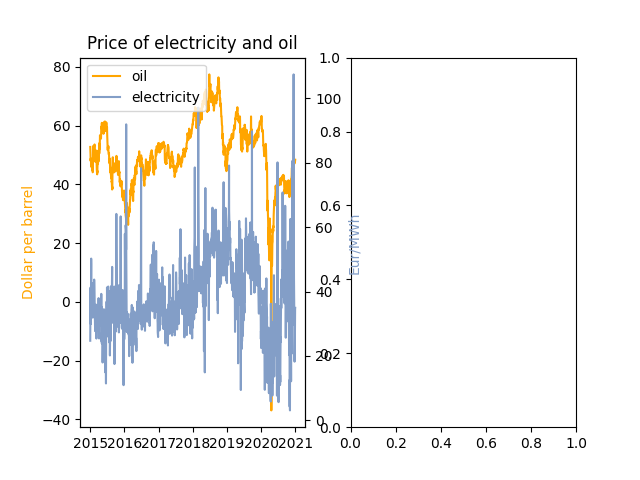 Price of electricity and oil
oil
electricity
Dollar per barrel
80
60
40
20
0
−20
−40
2015 2016 2017 2018 2019 2020 2021
100
80
60
40
20
0
Eur/MWh
1.0
0.8
0.6
0.4
0.2
0.0
0.0 0.2 0.4 0.6 0.8 1.0